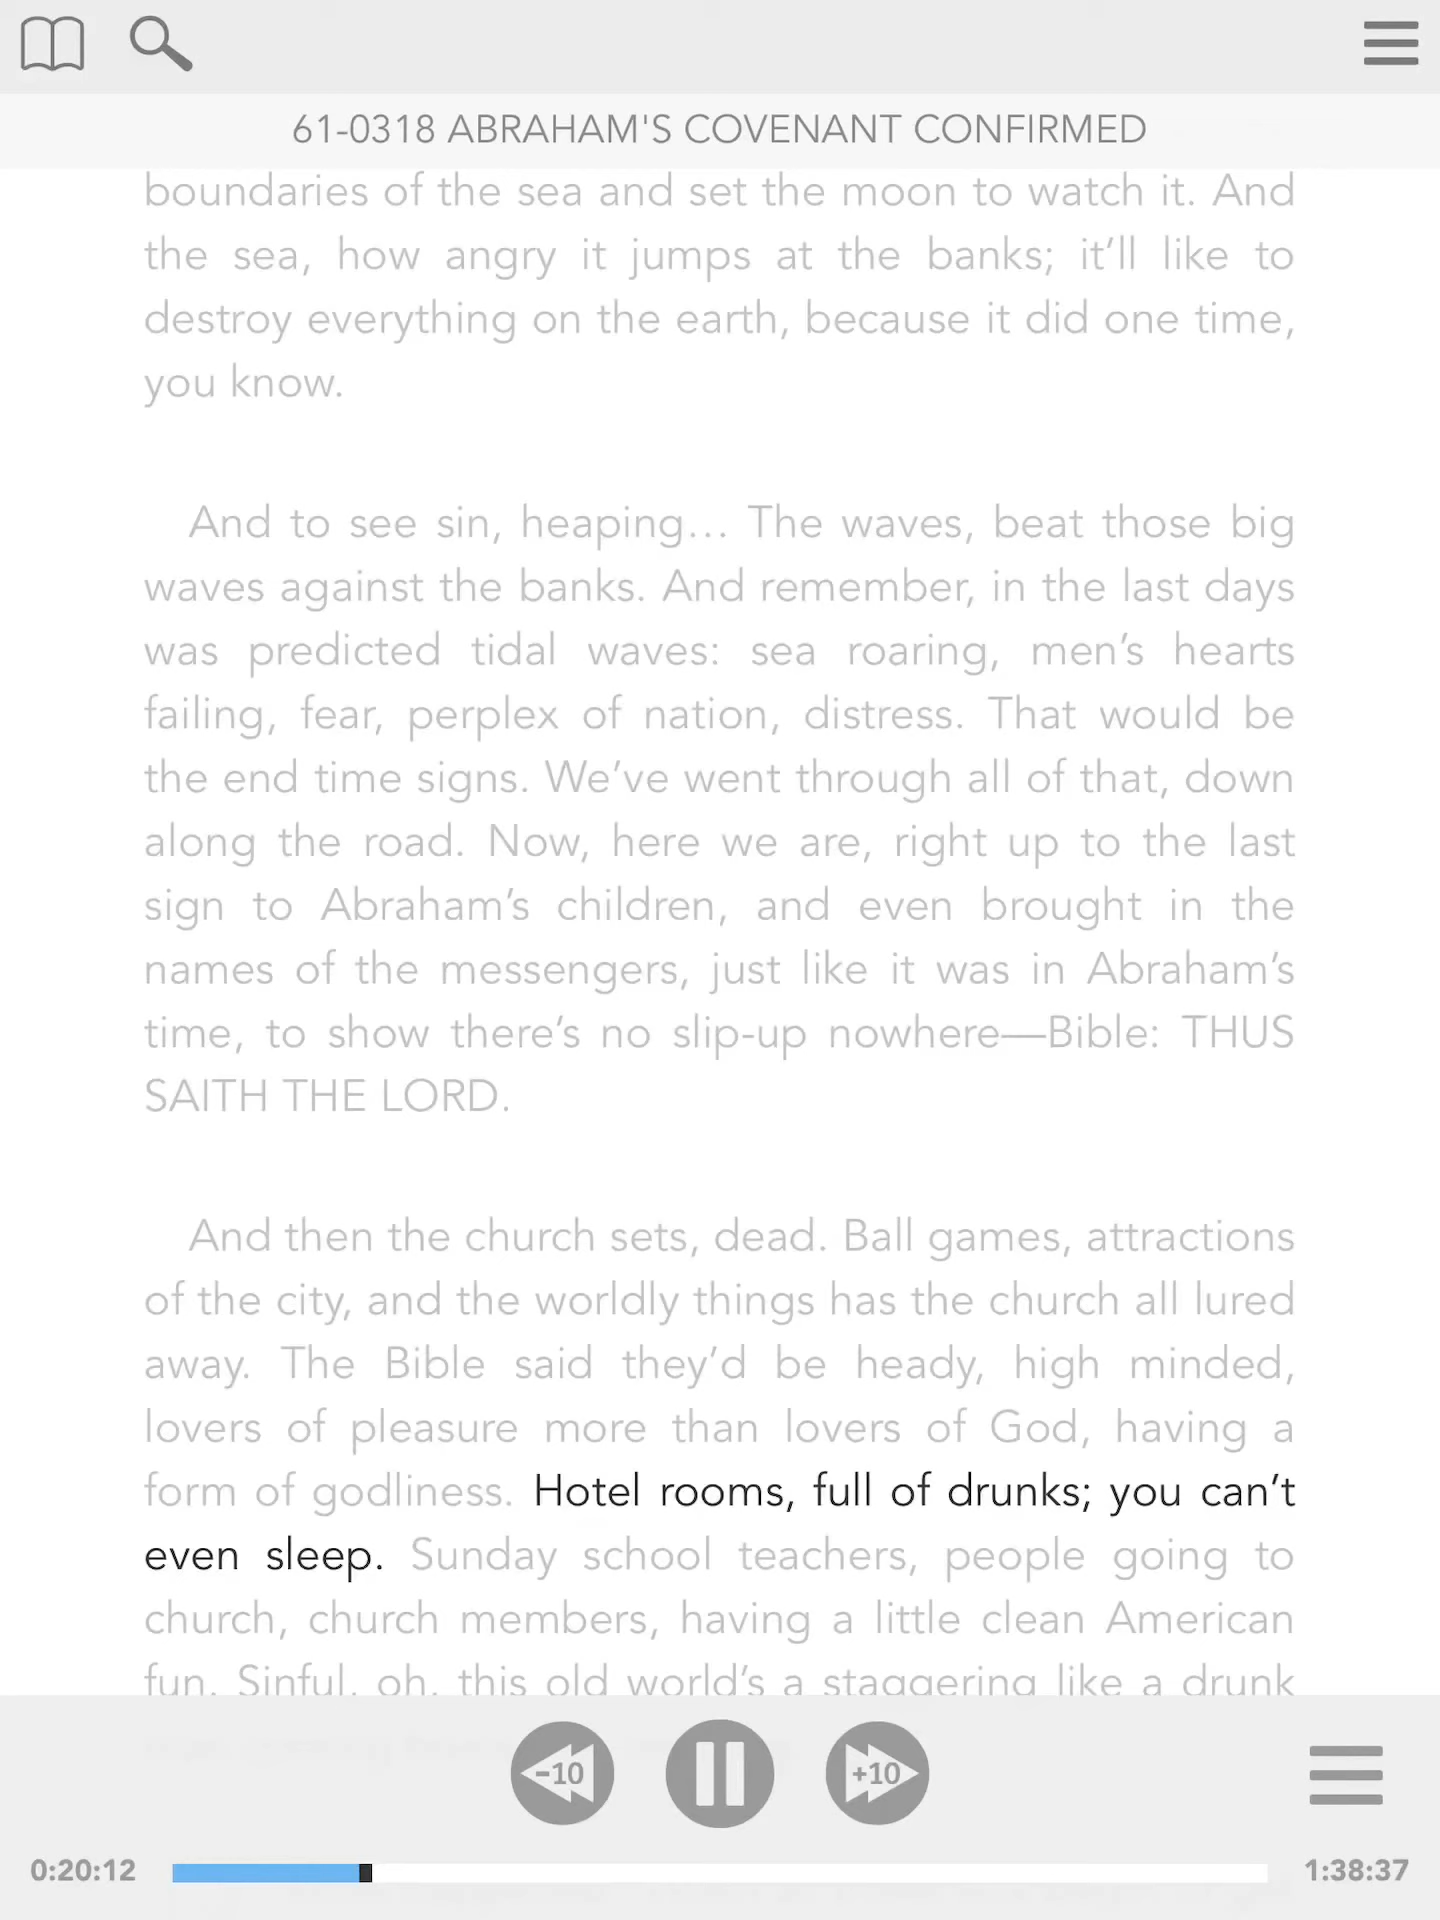 61-0318 ABRAHAM'S COVENANT CONFIRMED
boundaries of the sea and set the moon to watch it. And
the sea, how angry it jumps at the banks; it’ll like to
destroy everything on the earth, because it did one time,
you know.
And to see sin, heaping… The waves, beat those big
waves against the banks. And remember, in the last days
was predicted tidal waves: sea roaring, men’s hearts
failing, fear, perplex of nation, distress. That would be
the end time signs. We’ve went through all of that, down
along the road. Now, here we are, right up to the last
sign to Abraham’s children, and even brought in the
names of the messengers, just like it was in Abraham’s
time, to show there’s no slip-up nowhere—Bible: THUS
SAITH THE LORD.
And then the church sets, dead. Ball games, attractions
of the city, and the worldly things has the church all lured
away. The Bible said they’d be heady, high minded,
lovers of pleasure more than lovers of God, having a
form of godliness. Hotel rooms, full of drunks; you can’t
even sleep. Sunday school teachers, people going to
church, church members, having a little clean American
fun. Sinful, oh, this old world’s a staggering like a drunk
-10
+10
0:20:12
1:38:37